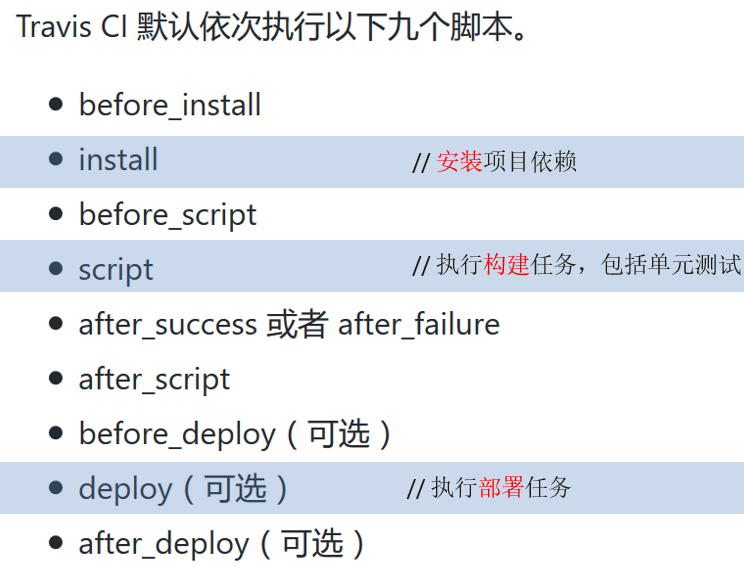 Travis CI 默认依次执行以下九个脚本。
• before_install
• install // 安装项目依赖
• before_script
• script // 执行构建任务，包括单元测试
• after_success 或者 after_failure
• after_script
• before_deploy（可选）
• deploy（可选） // 执行部署任务
• after_deploy（可选）